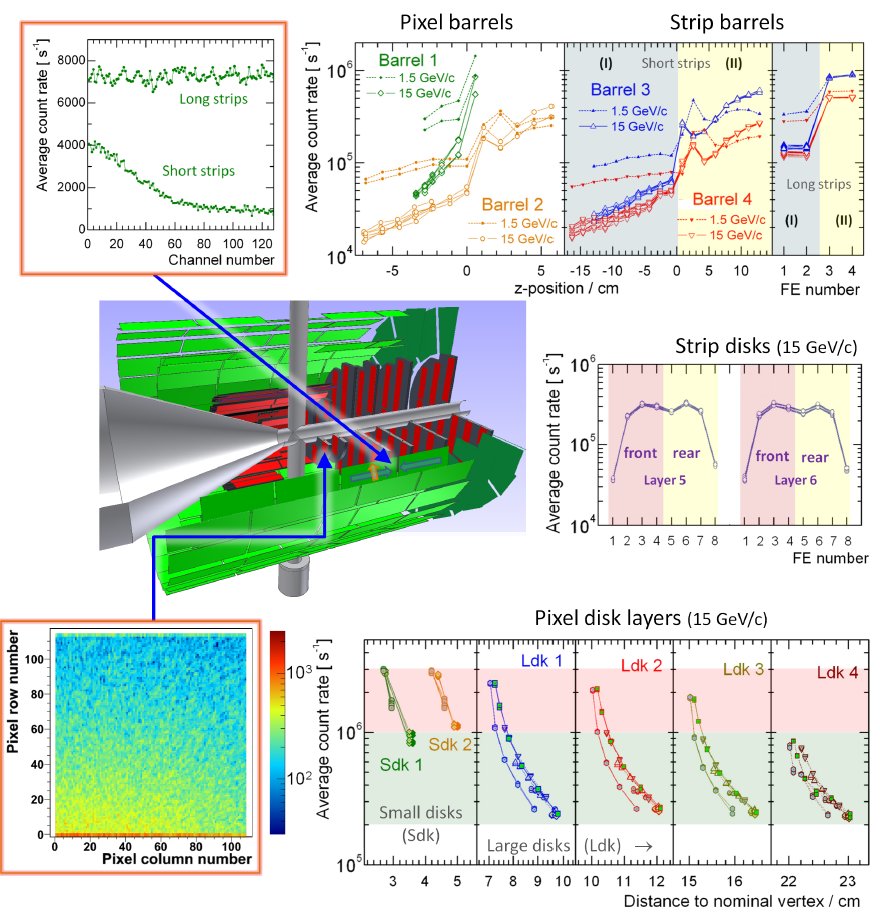 Average count rate [ s⁻¹]
8000
6000
4000
2000
0
Long strips
Short strips
0 20 40 60 80 100 120
Channel number
Pixel barrels
Strip barrels
Average count rate [ s⁻¹]
10⁶
10⁵
10⁴
Barrel 1
1.5 GeV/c
15 GeV/c
Barrel 2
1.5 GeV/c
15 GeV/c
(I) Short strips (II)
Barrel 3
1.5 GeV/c
15 GeV/c
Barrel 4
1.5 GeV/c
15 GeV/c
Long strips
(I) (II)
-5 0 5
-15 -10 -5 0 5 10
1 2 3 4
z-position / cm
FE number
Strip disks (15 GeV/c)
Average count rate [ s⁻¹]
10⁶
10⁵
10⁴
front rear
Layer 5
front rear
Layer 6
1 2 3 4 5 6 7 8
1 2 3 4 5 6 7 8
FE number
Pixel row number
100
80
60
40
20
0
0 20 40 60 80 100
Pixel column number
10³
10²
Pixel disk layers (15 GeV/c)
Average count rate [ s⁻¹]
10⁶
10⁵
Sdk 1
Sdk 2
Small disks
(Sdk)
Ldk 1
Ldk 2
Ldk 3
Ldk 4
Large disks (Ldk) →
3 4 5
7 8 9 10
10 11 12
15 16 17
22 23
Distance to nominal vertex / cm